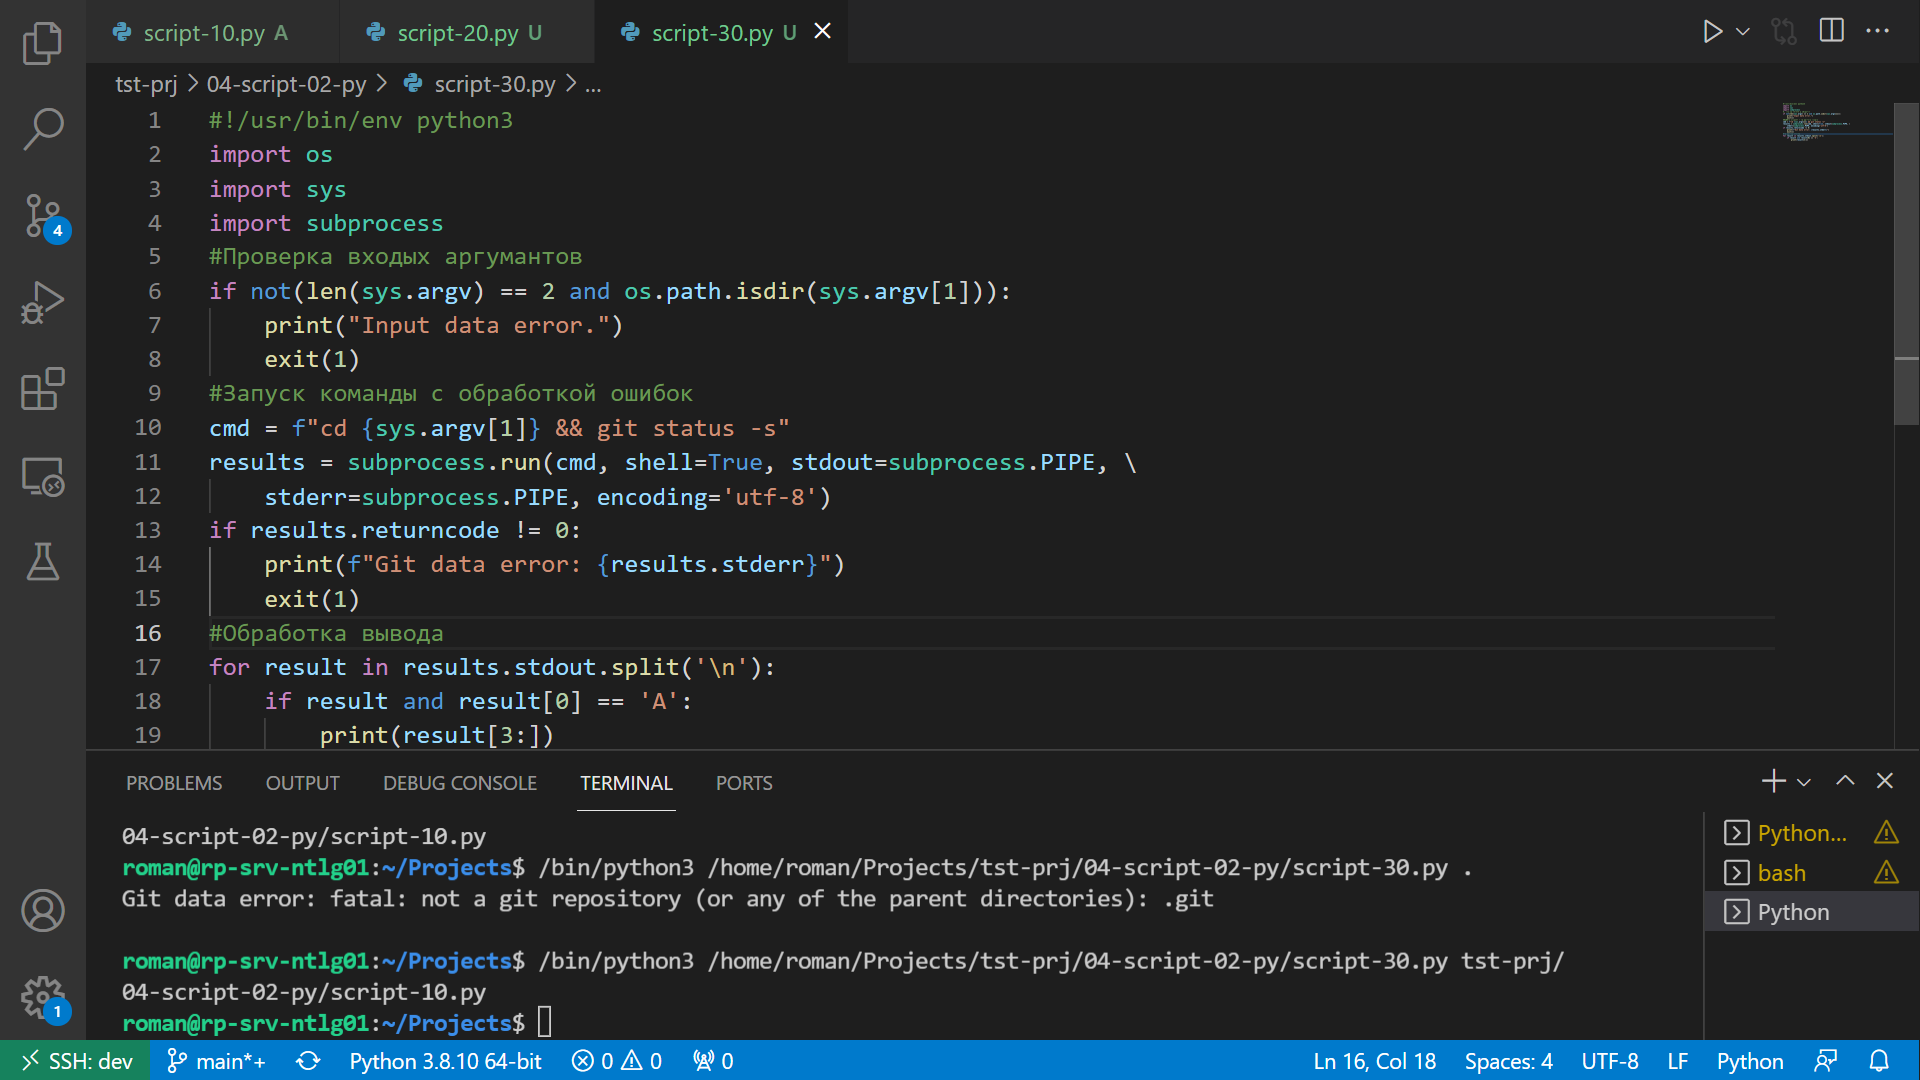 script-10.py A
script-20.py U
script-30.py U
tst-prj > 04-script-02-py > script-30.py > ...
1 #!/usr/bin/env python3
2 import os
3 import sys
4 import subprocess
5 #Проверка входых аргумантов
6 if not(len(sys.argv) == 2 and os.path.isdir(sys.argv[1])):
7     print("Input data error.")
8     exit(1)
9 #Запуск команды с обработкой ошибок
10 cmd = f"cd {sys.argv[1]} && git status -s"
11 results = subprocess.run(cmd, shell=True, stdout=subprocess.PIPE, \
12     stderr=subprocess.PIPE, encoding='utf-8')
13 if results.returncode != 0:
14     print(f"Git data error: {results.stderr}")
15     exit(1)
16 #Обработка вывода
17 for result in results.stdout.split('\n'):
18     if result and result[0] == 'A':
19         print(result[3:])
4
1
PROBLEMS OUTPUT DEBUG CONSOLE TERMINAL PORTS
04-script-02-py/script-10.py
roman@rp-srv-ntlg01:~/Projects$ /bin/python3 /home/roman/Projects/tst-prj/04-script-02-py/script-30.py .
Git data error: fatal: not a git repository (or any of the parent directories): .git
roman@rp-srv-ntlg01:~/Projects$ /bin/python3 /home/roman/Projects/tst-prj/04-script-02-py/script-30.py tst-prj/
04-script-02-py/script-10.py
roman@rp-srv-ntlg01:~/Projects$
Python...
bash
Python
SSH: dev main*+ Python 3.8.10 64-bit 0 0 0 Ln 16, Col 18 Spaces: 4 UTF-8 LF Python